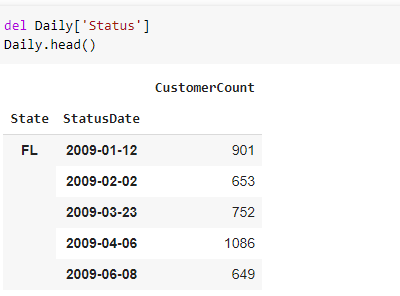 del Daily['Status']
Daily.head()
CustomerCount
State StatusDate
FL 2009-01-12 901
2009-02-02 653
2009-03-23 752
2009-04-06 1086
2009-06-08 649